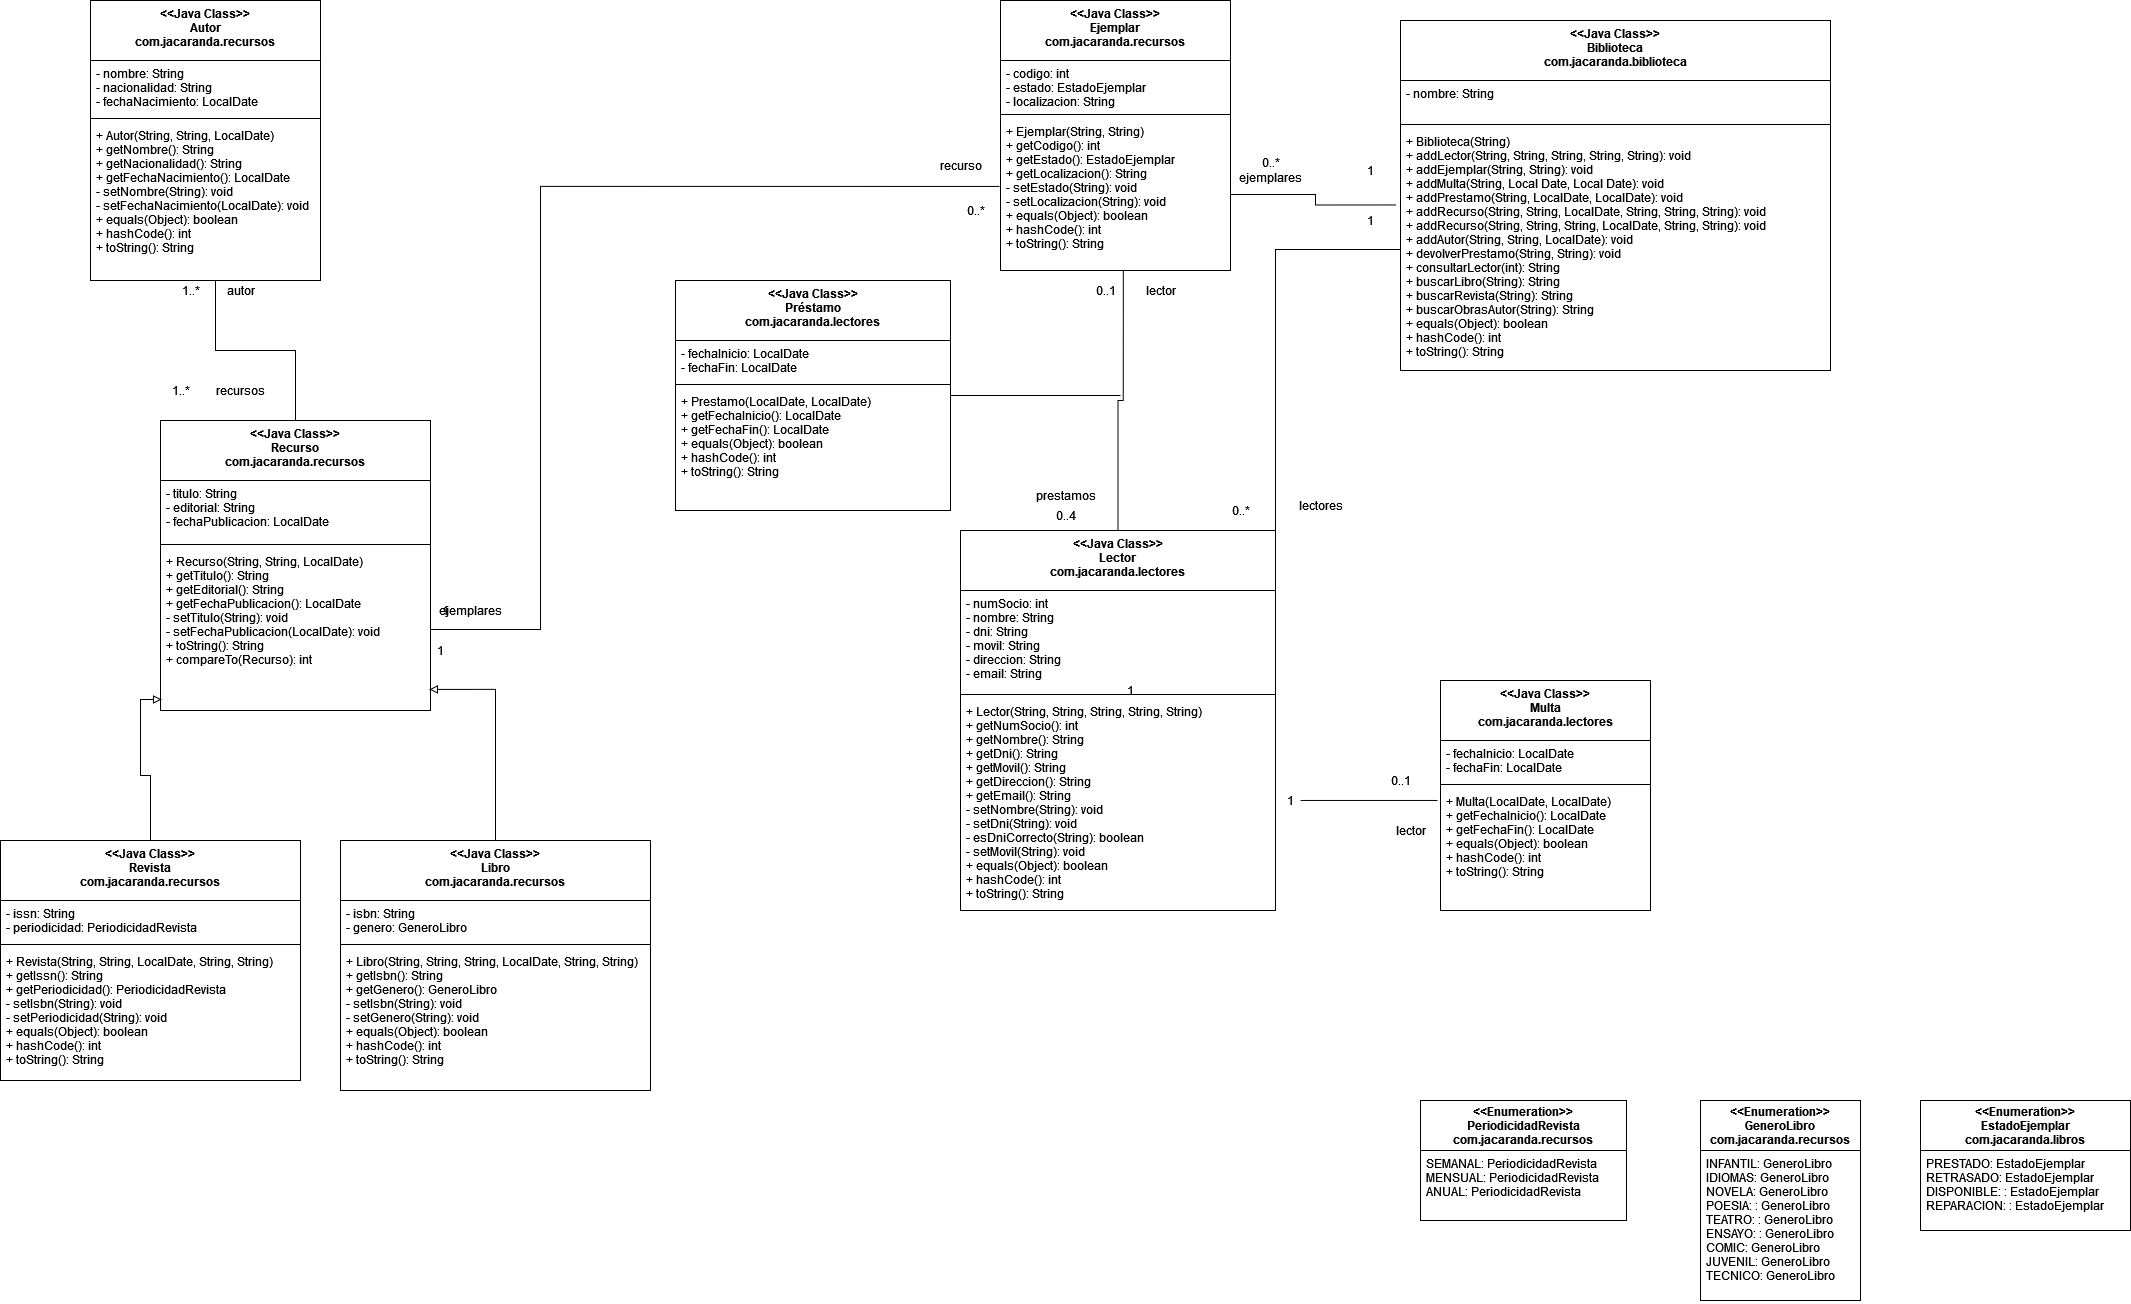 <<Java Class>>
Autor
com.jacaranda.recursos
- nombre: String
- nacionalidad: String
- fechaNacimiento: LocalDate
+ Autor(String, String, LocalDate)
+ getNombre(): String
+ getNacionalidad(): String
+ getFechaNacimiento(): LocalDate
- setNombre(String): void
- setFechaNacimiento(LocalDate): void
+ equals(Object): boolean
+ hashCode(): int
+ toString(): String
1..*
autor
1..*
recursos
<<Java Class>>
Recurso
com.jacaranda.recursos
- titulo: String
- editorial: String
- fechaPublicacion: LocalDate
+ Recurso(String, String, LocalDate)
+ getTitulo(): String
+ getEditorial(): String
+ getFechaPublicacion(): LocalDate
- setTitulo(String): void
- setFechaPublicacion(LocalDate): void
+ toString(): String
+ compareTo(Recurso): int
ejemplares
1
1
<<Java Class>>
Revista
com.jacaranda.recursos
- issn: String
- periodicidad: PeriodicidadRevista
+ Revista(String, String, LocalDate, String, String)
+ getIssn(): String
+ getPeriodicidad(): PeriodicidadRevista
- setIsbn(String): void
- setPeriodicidad(String): void
+ equals(Object): boolean
+ hashCode(): int
+ toString(): String
<<Java Class>>
Libro
com.jacaranda.recursos
- isbn: String
- genero: GeneroLibro
+ Libro(String, String, String, LocalDate, String, String)
+ getIsbn(): String
+ getGenero(): GeneroLibro
- setIsbn(String): void
- setGenero(String): void
+ equals(Object): boolean
+ hashCode(): int
+ toString(): String
<<Java Class>>
Préstamo
com.jacaranda.lectores
- fechaInicio: LocalDate
- fechaFin: LocalDate
+ Prestamo(LocalDate, LocalDate)
+ getFechaInicio(): LocalDate
+ getFechaFin(): LocalDate
+ equals(Object): boolean
+ hashCode(): int
+ toString(): String
recurso
0..*
<<Java Class>>
Ejemplar
com.jacaranda.recursos
- codigo: int
- estado: EstadoEjemplar
- localizacion: String
+ Ejemplar(String, String)
+ getCodigo(): int
+ getEstado(): EstadoEjemplar
+ getLocalizacion(): String
- setEstado(String): void
- setLocalizacion(String): void
+ equals(Object): boolean
+ hashCode(): int
+ toString(): String
0..1
lector
0..*
ejemplares
1
1
<<Java Class>>
Biblioteca
com.jacaranda.biblioteca
- nombre: String
+ Biblioteca(String)
+ addLector(String, String, String, String, String): void
+ addEjemplar(String, String): void
+ addMulta(String, Local Date, Local Date): void
+ addPrestamo(String, LocalDate, LocalDate): void
+ addRecurso(String, String, LocalDate, String, String, String): void
+ addRecurso(String, String, String, LocalDate, String, String): void
+ addAutor(String, String, LocalDate): void
+ devolverPrestamo(String, String): void
+ consultarLector(int): String
+ buscarLibro(String): String
+ buscarRevista(String): String
+ buscarObrasAutor(String): String
+ equals(Object): boolean
+ hashCode(): int
+ toString(): String
prestamos
0..4
0..*
lectores
<<Java Class>>
Lector
com.jacaranda.lectores
- numSocio: int
- nombre: String
- dni: String
- movil: String
- direccion: String
- email: String
1
+ Lector(String, String, String, String, String)
+ getNumSocio(): int
+ getNombre(): String
+ getDni(): String
+ getMovil(): String
+ getDireccion(): String
+ getEmail(): String
- setNombre(String): void
- setDni(String): void
- esDniCorrecto(String): boolean
- setMovil(String): void
+ equals(Object): boolean
+ hashCode(): int
+ toString(): String
1
0..1
lector
<<Java Class>>
Multa
com.jacaranda.lectores
- fechaInicio: LocalDate
- fechaFin: LocalDate
+ Multa(LocalDate, LocalDate)
+ getFechaInicio(): LocalDate
+ getFechaFin(): LocalDate
+ equals(Object): boolean
+ hashCode(): int
+ toString(): String
<<Enumeration>>
PeriodicidadRevista
com.jacaranda.recursos
SEMANAL: PeriodicidadRevista
MENSUAL: PeriodicidadRevista
ANUAL: PeriodicidadRevista
<<Enumeration>>
GeneroLibro
com.jacaranda.recursos
INFANTIL: GeneroLibro
IDIOMAS: GeneroLibro
NOVELA: GeneroLibro
POESIA: : GeneroLibro
TEATRO: : GeneroLibro
ENSAYO: : GeneroLibro
COMIC: GeneroLibro
JUVENIL: GeneroLibro
TECNICO: GeneroLibro
<<Enumeration>>
EstadoEjemplar
com.jacaranda.libros
PRESTADO: EstadoEjemplar
RETRASADO: EstadoEjemplar
DISPONIBLE: : EstadoEjemplar
REPARACION: : EstadoEjemplar